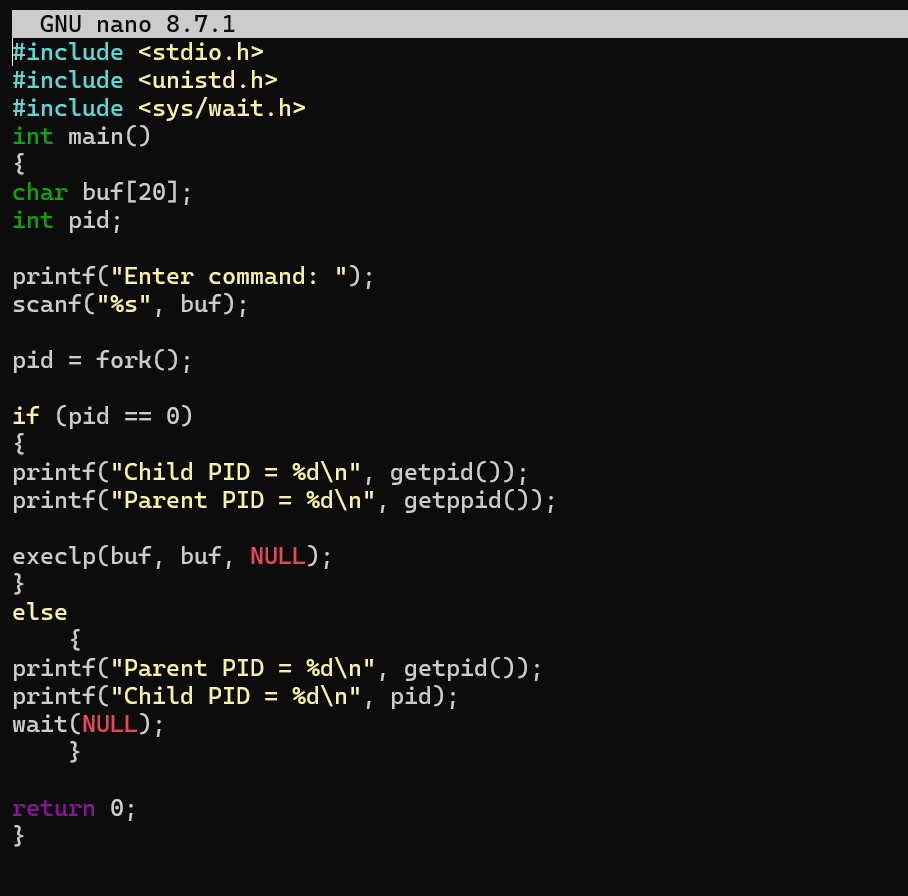 GNU nano 8.7.1
#include <stdio.h>
#include <unistd.h>
#include <sys/wait.h>
int main()
{
char buf[20];
int pid;
printf("Enter command: ");
scanf("%s", buf);
pid = fork();
if (pid == 0)
{
printf("Child PID = %d\n", getpid());
printf("Parent PID = %d\n", getppid());
execlp(buf, buf, NULL);
}
else
{
printf("Parent PID = %d\n", getpid());
printf("Child PID = %d\n", pid);
wait(NULL);
}
return 0;
}